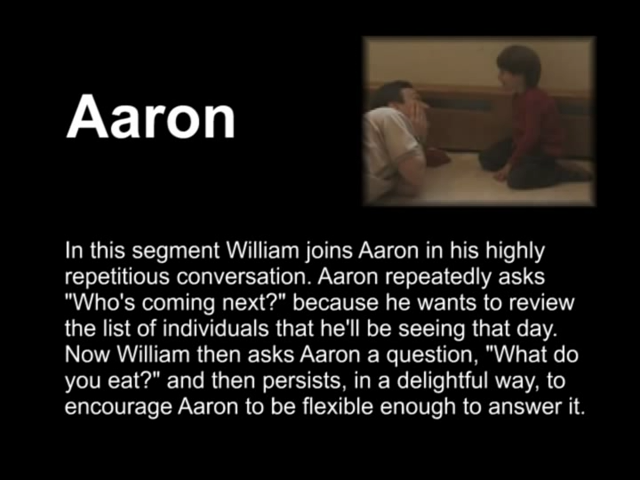 Aaron
In this segment William joins Aaron in his highly
repetitious conversation. Aaron repeatedly asks
"Who's coming next?" because he wants to review
the list of individuals that he'll be seeing that day.
Now William then asks Aaron a question, "What do
you eat?" and then persists, in a delightful way, to
encourage Aaron to be flexible enough to answer it.